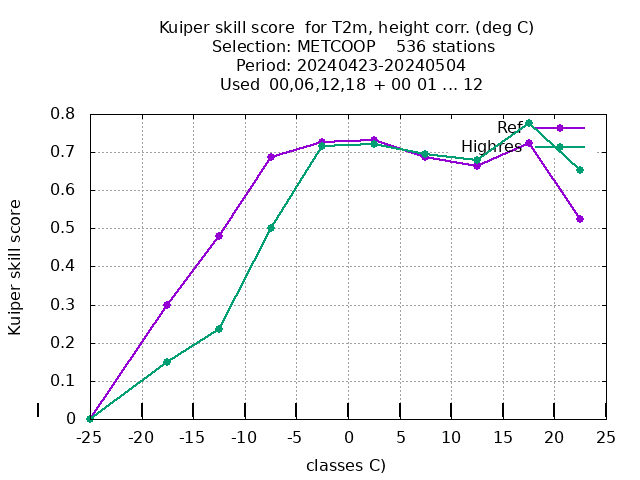 Kuiper skill score  for T2m, height corr. (deg C)
Selection: METCOOP    536 stations
Period: 20240423-20240504
Used 00,06,12,18 + 00 01 ... 12
Ref
Highres
Kuiper skill score
0.8
0.7
0.6
0.5
0.4
0.3
0.2
0.1
0
-25 -20 -15 -10 -5 0 5 10 15 20 25
classes C)